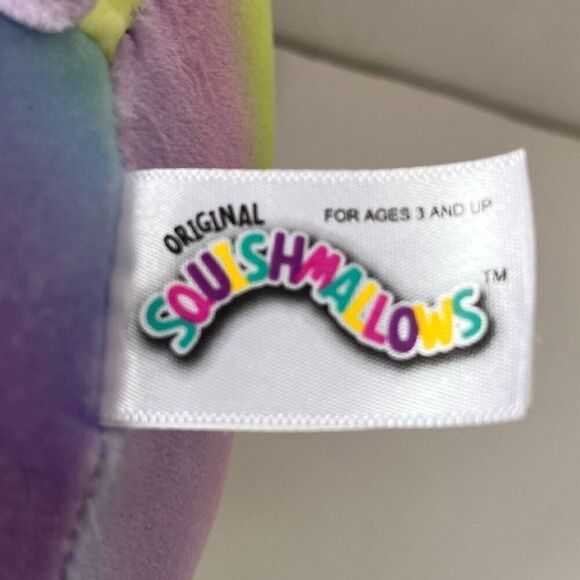 ORIGINAL
FOR AGES 3 AND UP
SQUISHMALLOWS™